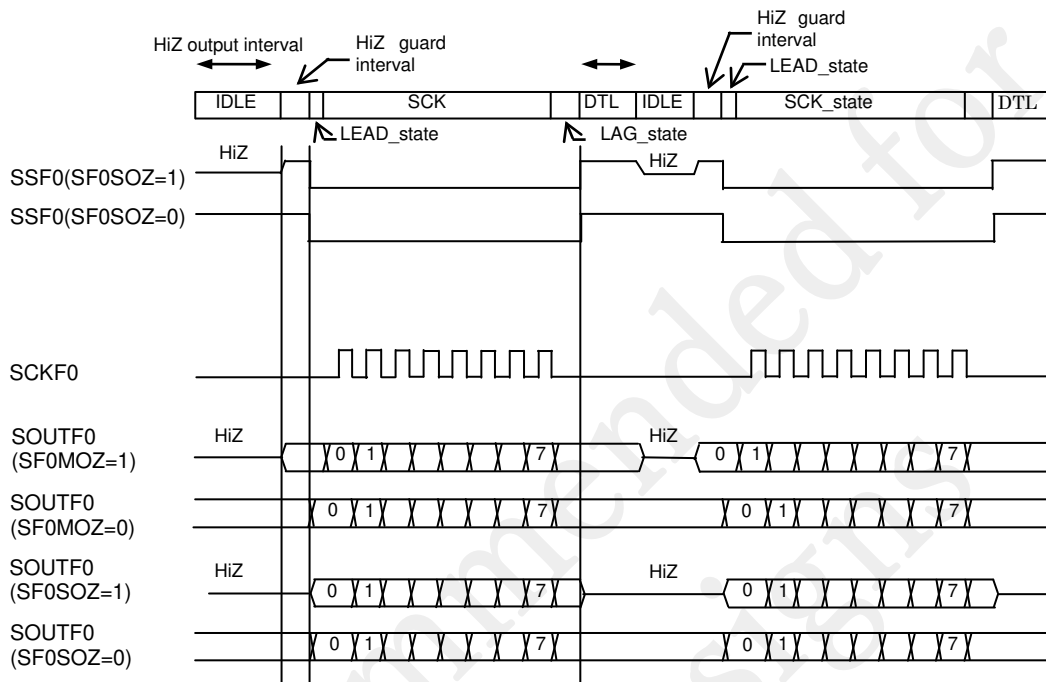 HiZ output interval
HiZ guard interval
HiZ guard interval
LEAD_state
IDLE SCK DTL IDLE SCK_state DTL
LEAD_state LAG_state
HiZ HiZ
SSF0(SF0SOZ=1)
SSF0(SF0SOZ=0)
SCKF0
SOUTF0 (SF0MOZ=1) HiZ 0 1 7 HiZ 0 1 7
SOUTF0 (SF0MOZ=0) 0 1 7 0 1 7
SOUTF0 (SF0SOZ=1) HiZ 0 1 7 HiZ 0 1 7
SOUTF0 (SF0SOZ=0) 0 1 7 0 1 7
mmended for
signs